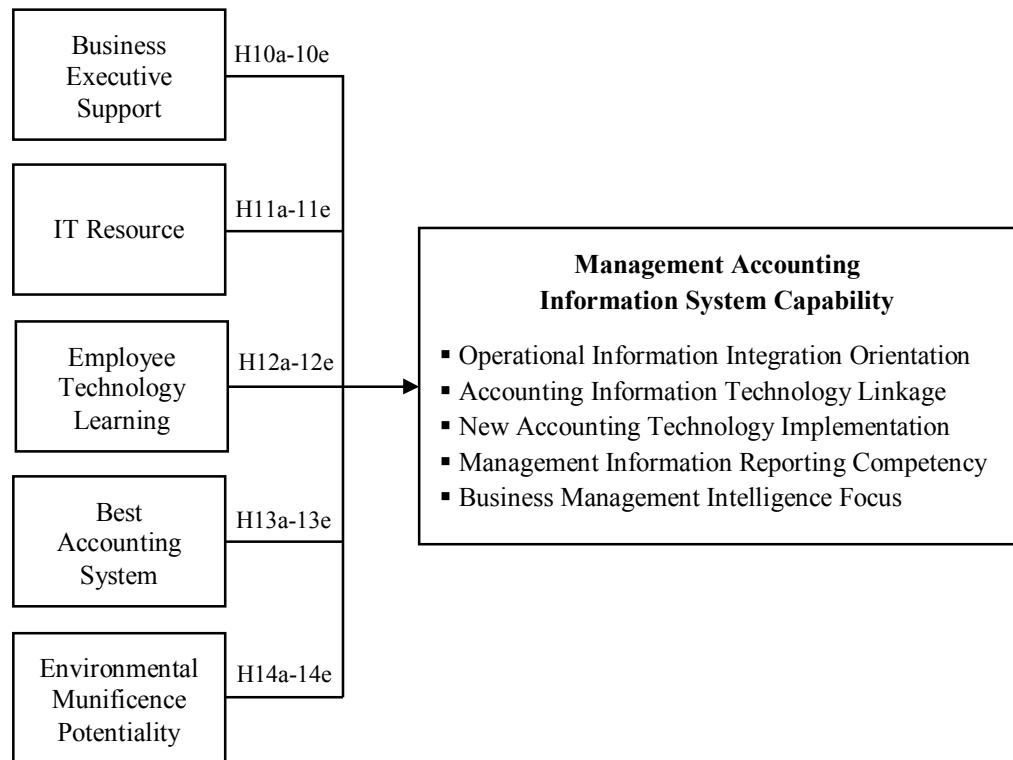 Business
Executive
Support
H10a-10e
IT Resource
H11a-11e
Employee
Technology
Learning
H12a-12e
Best
Accounting
System
H13a-13e
Environmental
Munificence
Potentiality
H14a-14e
Management Accounting
Information System Capability
▪ Operational Information Integration Orientation
▪ Accounting Information Technology Linkage
▪ New Accounting Technology Implementation
▪ Management Information Reporting Competency
▪ Business Management Intelligence Focus